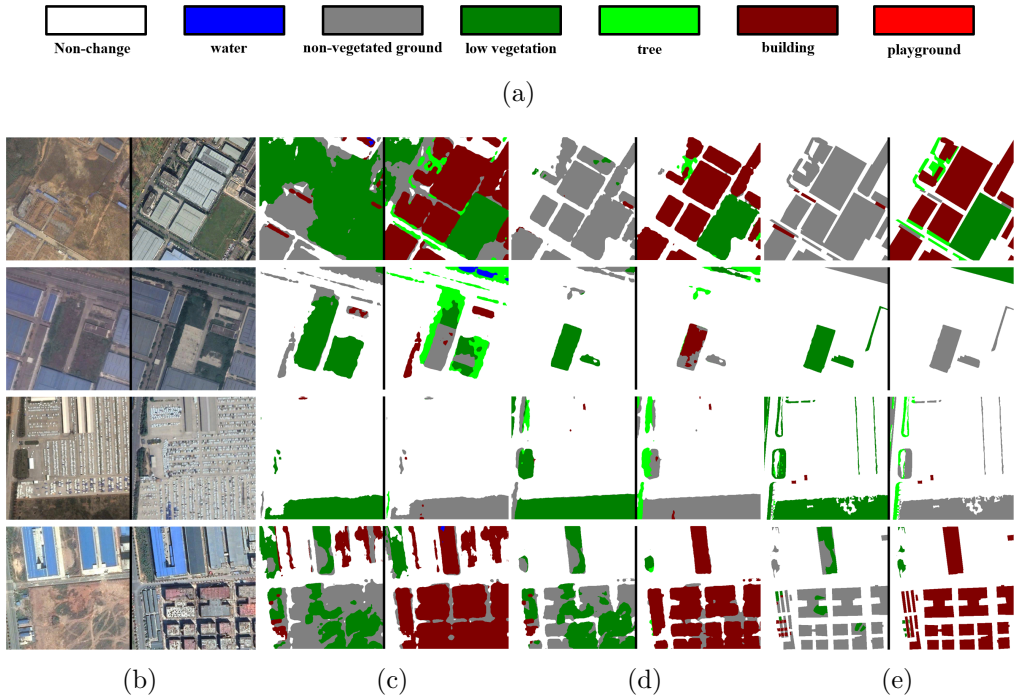 Non-change water non-vegetated ground low vegetation tree building playground
(a)
(b) (c) (d) (e)